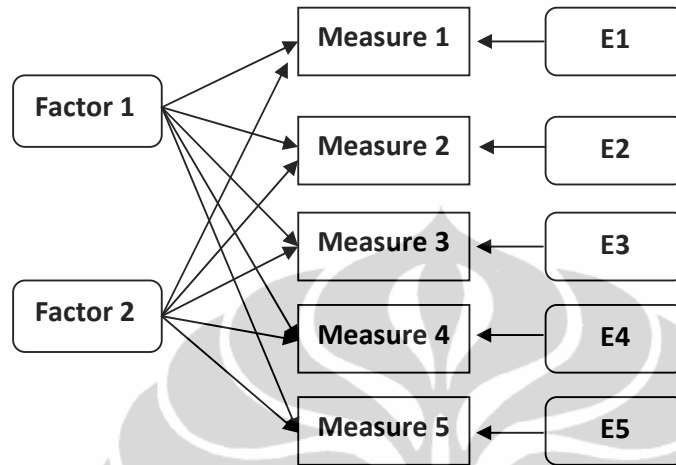 Measure 1
E1
Factor 1
Measure 2
E2
Measure 3
E3
Factor 2
Measure 4
E4
Measure 5
E5